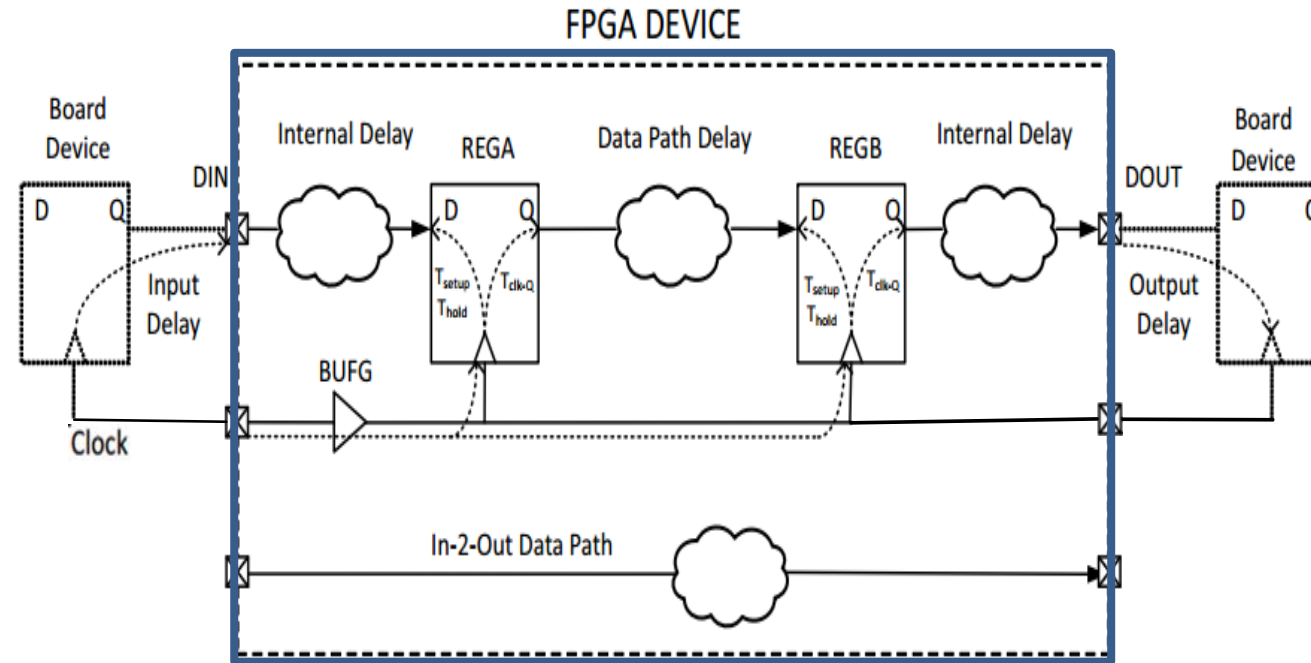 FPGA DEVICE
Board
Device
D
Q
Input
Delay
Clock
DIN
Internal Delay
REGA
D
Q
Tsetup
Thold
Tclk-Q
BUFG
Data Path Delay
REGB
D
Q
Tsetup
Thold
Tclk-Q
Internal Delay
DOUT
Board
Device
D
Q
Output
Delay
In-2-Out Data Path